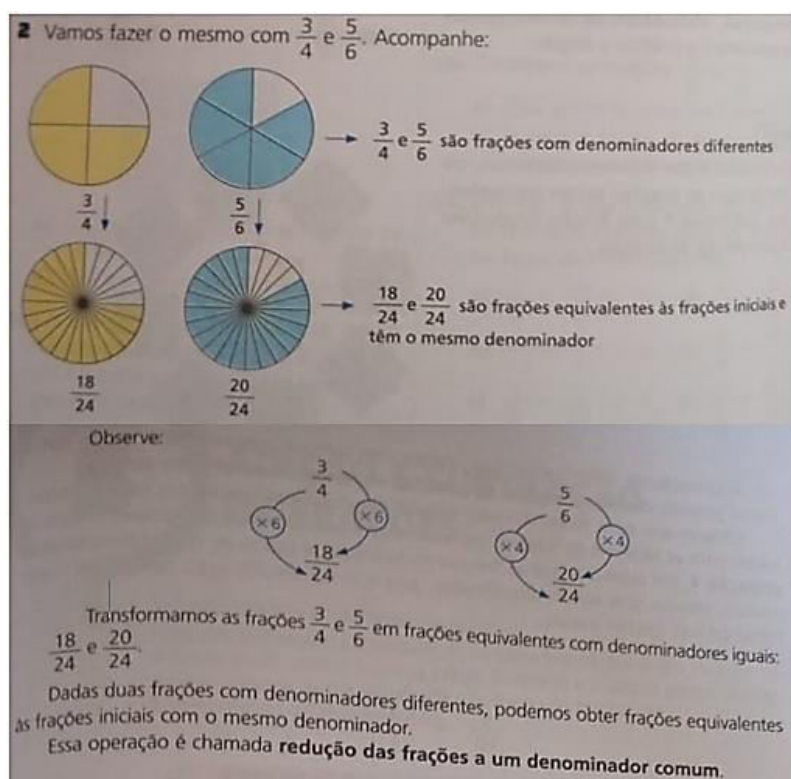 2 Vamos fazer o mesmo com 3/4 e 5/6. Acompanhe:
3/4 e 5/6 são frações com denominadores diferentes
3/4
5/6
18/24 e 20/24 são frações equivalentes às frações iniciais e
têm o mesmo denominador
18/24
20/24
Observe:
3/4
×6
×6
18/24
5/6
×4
×4
20/24
Transformamos as frações 3/4 e 5/6 em frações equivalentes com denominadores iguais:
18/24 e 20/24.
Dadas duas frações com denominadores diferentes, podemos obter frações equivalentes
às frações iniciais com o mesmo denominador.
Essa operação é chamada redução das frações a um denominador comum.